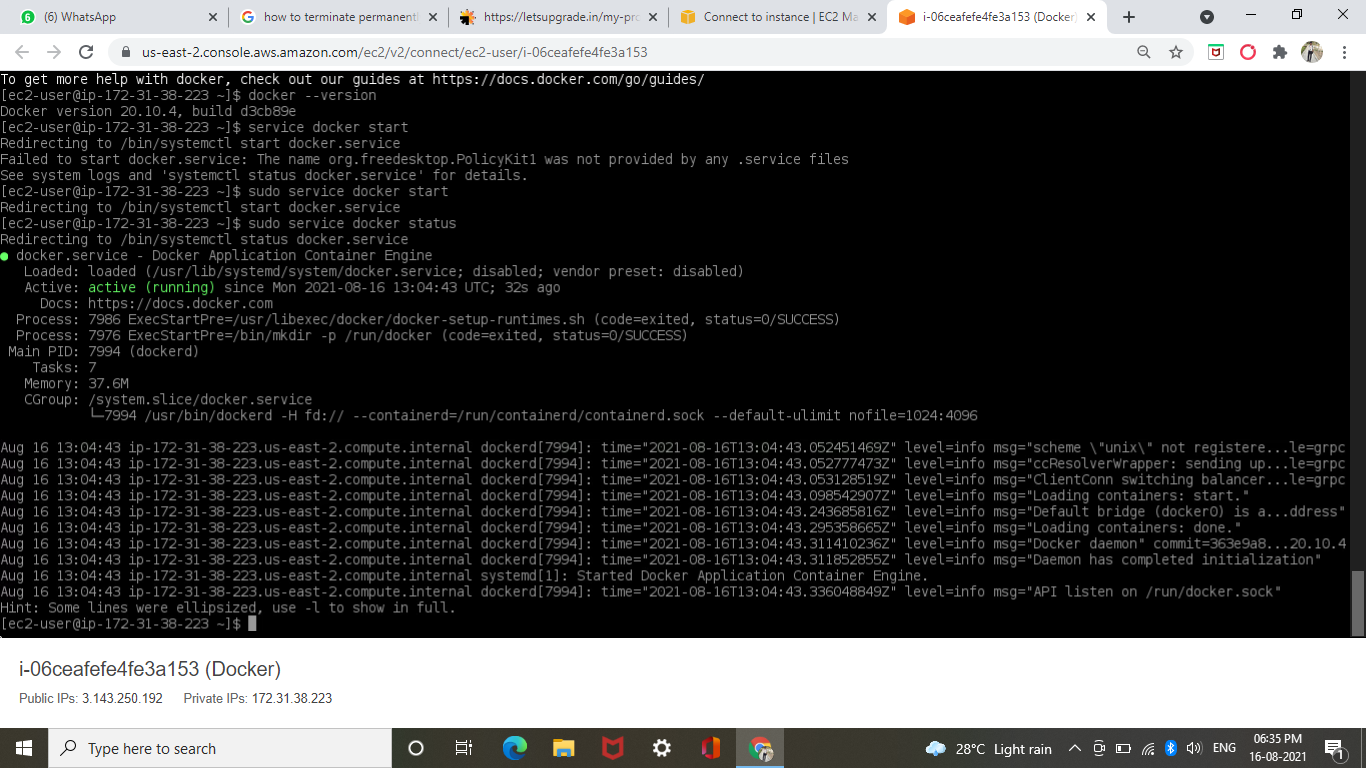 (6) WhatsApp
how to terminate permanentl
https://letsupgrade.in/my-pro
Connect to instance | EC2 Ma
i-06ceafefe4fe3a153 (Docker)
us-east-2.console.aws.amazon.com/ec2/v2/connect/ec2-user/i-06ceafefe4fe3a153
To get more help with docker, check out our guides at https://docs.docker.com/go/guides/
[ec2-user@ip-172-31-38-223 ~]$ docker --version
Docker version 20.10.4, build d3cb89e
[ec2-user@ip-172-31-38-223 ~]$ service docker start
Redirecting to /bin/systemctl start docker.service
Failed to start docker.service: The name org.freedesktop.PolicyKit1 was not provided by any .service files
See system logs and 'systemctl status docker.service' for details.
[ec2-user@ip-172-31-38-223 ~]$ sudo service docker start
Redirecting to /bin/systemctl start docker.service
[ec2-user@ip-172-31-38-223 ~]$ sudo service docker status
Redirecting to /bin/systemctl status docker.service
● docker.service - Docker Application Container Engine
Loaded: loaded (/usr/lib/systemd/system/docker.service; disabled; vendor preset: disabled)
Active: active (running) since Mon 2021-08-16 13:04:43 UTC; 32s ago
Docs: https://docs.docker.com
Process: 7986 ExecStartPre=/usr/libexec/docker/docker-setup-runtimes.sh (code=exited, status=0/SUCCESS)
Process: 7976 ExecStartPre=/bin/mkdir -p /run/docker (code=exited, status=0/SUCCESS)
Main PID: 7994 (dockerd)
Tasks: 7
Memory: 37.6M
CGroup: /system.slice/docker.service
└─7994 /usr/bin/dockerd -H fd:// --containerd=/run/containerd/containerd.sock --default-ulimit nofile=1024:4096
Aug 16 13:04:43 ip-172-31-38-223.us-east-2.compute.internal dockerd[7994]: time="2021-08-16T13:04:43.052451469Z" level=info msg="scheme \"unix\" not registere...le=grpc
Aug 16 13:04:43 ip-172-31-38-223.us-east-2.compute.internal dockerd[7994]: time="2021-08-16T13:04:43.052777473Z" level=info msg="ccResolverWrapper: sending up...le=grpc
Aug 16 13:04:43 ip-172-31-38-223.us-east-2.compute.internal dockerd[7994]: time="2021-08-16T13:04:43.053128519Z" level=info msg="ClientConn switching balancer...le=grpc
Aug 16 13:04:43 ip-172-31-38-223.us-east-2.compute.internal dockerd[7994]: time="2021-08-16T13:04:43.098542907Z" level=info msg="Loading containers: start."
Aug 16 13:04:43 ip-172-31-38-223.us-east-2.compute.internal dockerd[7994]: time="2021-08-16T13:04:43.243685816Z" level=info msg="Default bridge (docker0) is a...ddress"
Aug 16 13:04:43 ip-172-31-38-223.us-east-2.compute.internal dockerd[7994]: time="2021-08-16T13:04:43.295358665Z" level=info msg="Loading containers: done."
Aug 16 13:04:43 ip-172-31-38-223.us-east-2.compute.internal dockerd[7994]: time="2021-08-16T13:04:43.311410236Z" level=info msg="Docker daemon" commit=363e9a8...20.10.4
Aug 16 13:04:43 ip-172-31-38-223.us-east-2.compute.internal dockerd[7994]: time="2021-08-16T13:04:43.311852855Z" level=info msg="Daemon has completed initialization"
Aug 16 13:04:43 ip-172-31-38-223.us-east-2.compute.internal systemd[1]: Started Docker Application Container Engine.
Aug 16 13:04:43 ip-172-31-38-223.us-east-2.compute.internal dockerd[7994]: time="2021-08-16T13:04:43.336048849Z" level=info msg="API listen on /run/docker.sock"
Hint: Some lines were ellipsized, use -l to show in full.
[ec2-user@ip-172-31-38-223 ~]$
i-06ceafefe4fe3a153 (Docker)
Public IPs: 3.143.250.192 Private IPs: 172.31.38.223
Type here to search
28°C Light rain
ENG
06:35 PM
16-08-2021
1